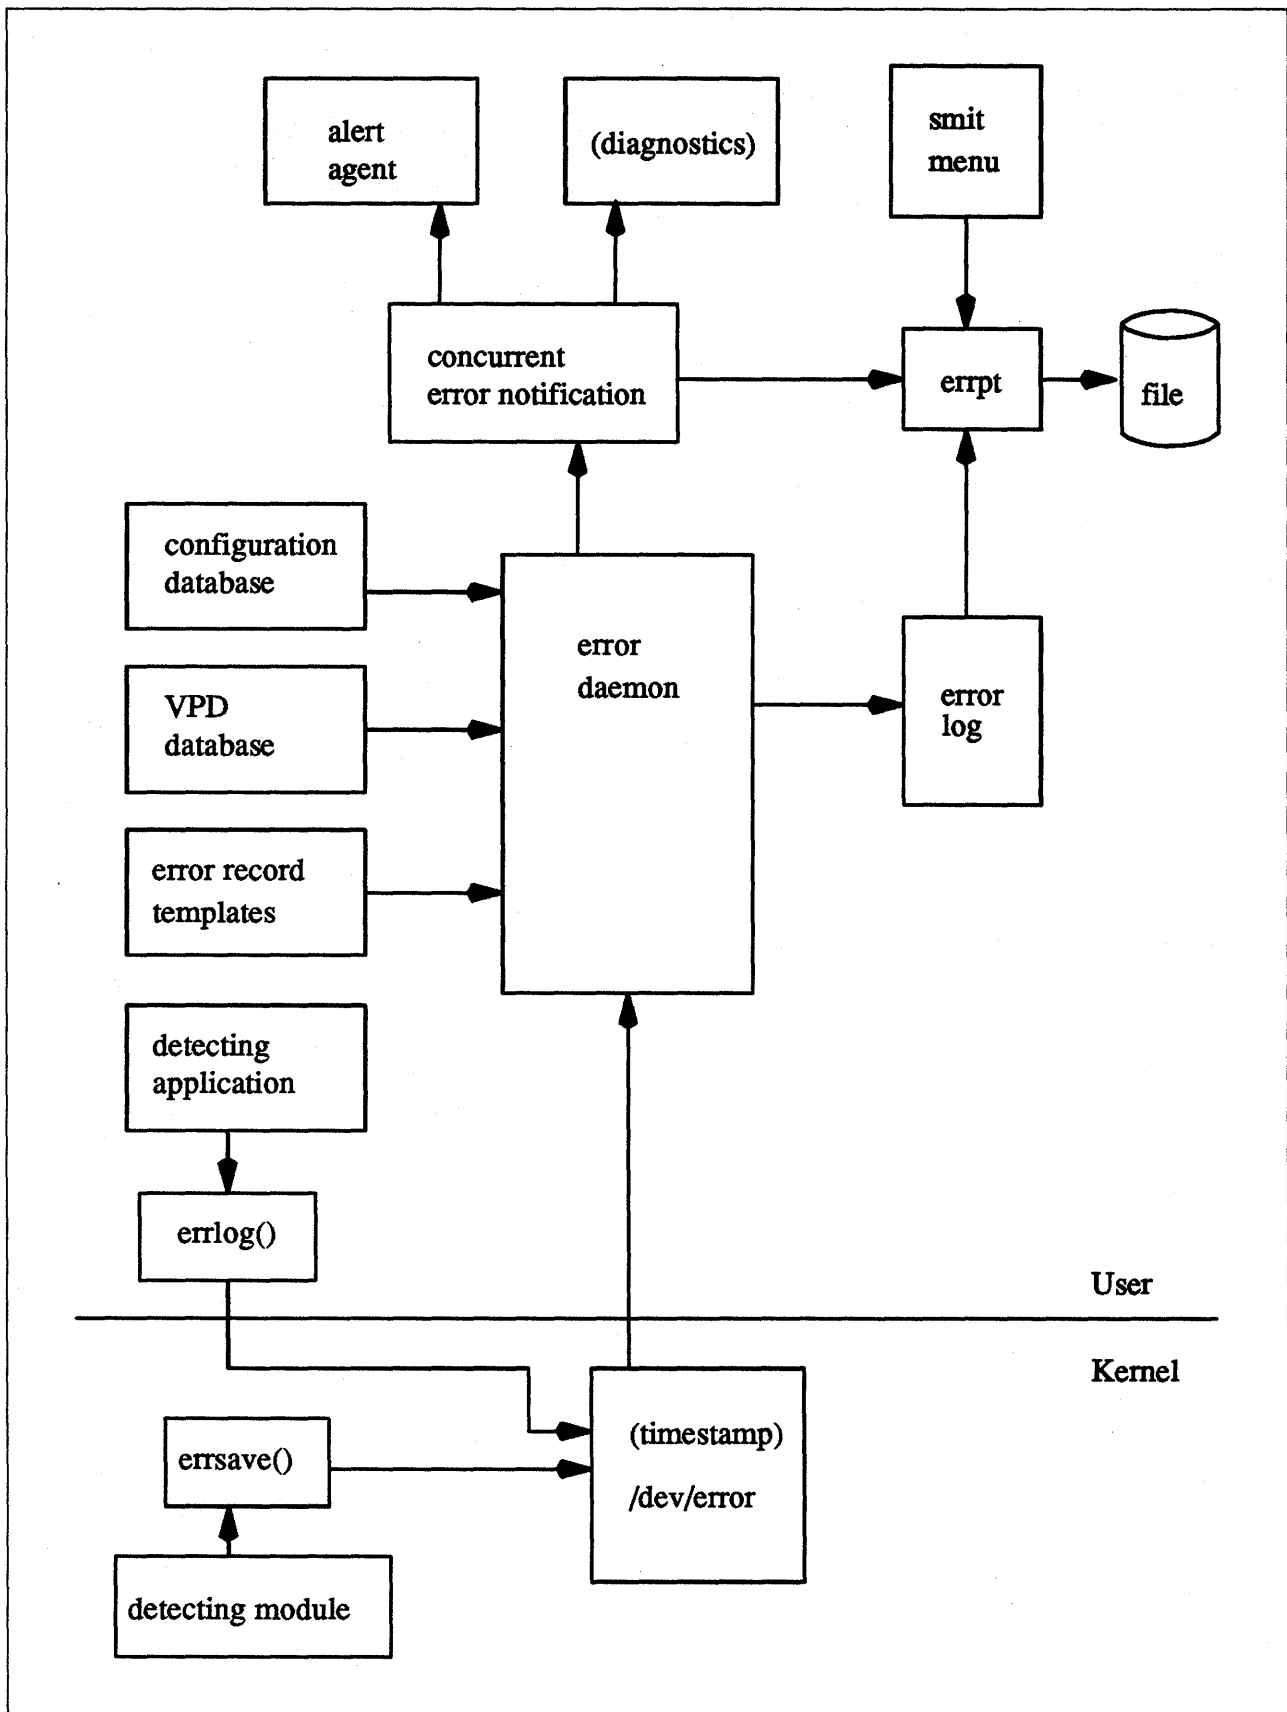 alert
agent
(diagnostics)
smit
menu
concurrent
error notification
errpt
file
configuration
database
error
daemon
VPD
database
error
log
error record
templates
detecting
application
errlog()
User
Kernel
(timestamp)
errsave()
/dev/error
detecting module